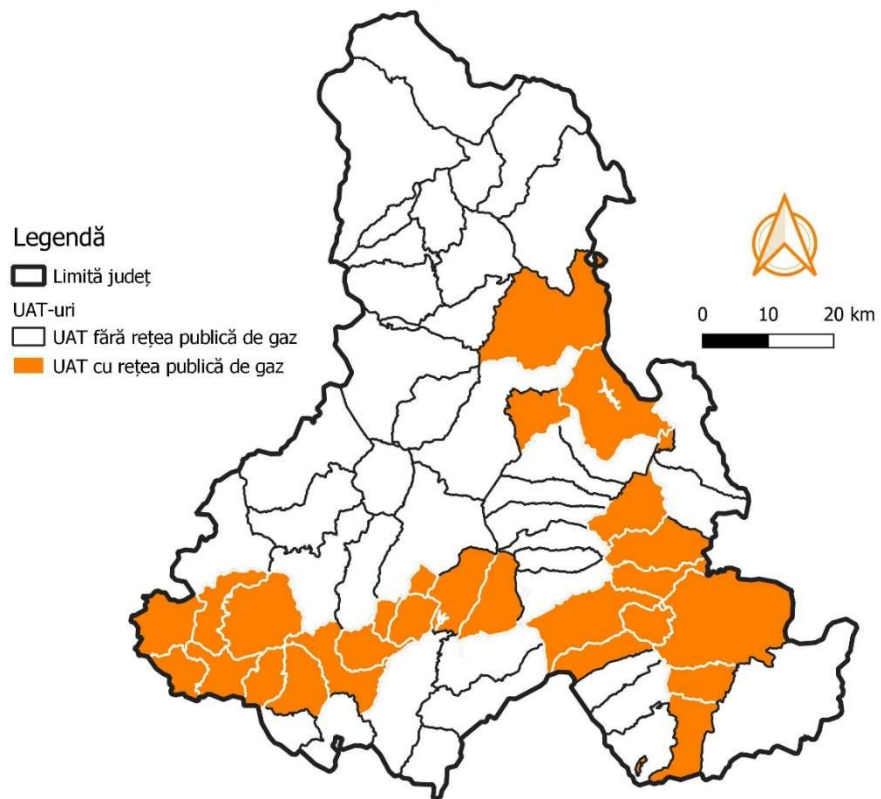 Legendă
Limită județ
UAT-uri
UAT fără rețea publică de gaz
UAT cu rețea publică de gaz
0 10 20 km